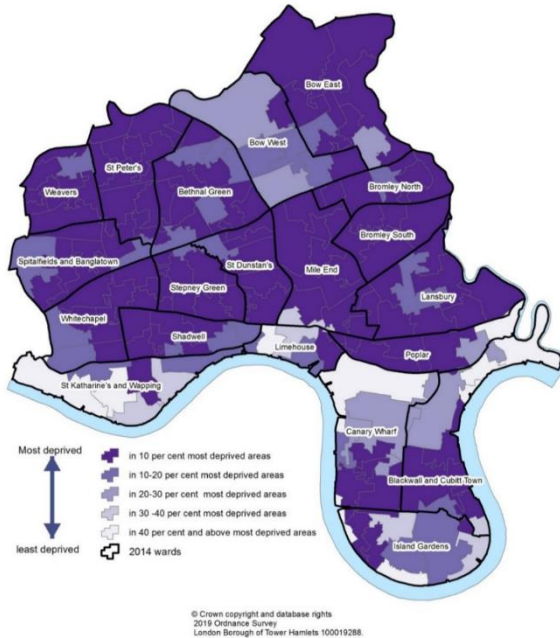 Bow East
Bow West
St Peter's
Weavers
Bethnal Green
Bromley North
Bromley South
Spitalfields and Banglatown
St Dunstan's
Mile End
Stepney Green
Lansbury
Whitechapel
Shadwell
Limehouse
Poplar
St Katharine's and Wapping
Canary Wharf
Blackwall and Cubitt Town
Island Gardens
Most deprived
least deprived
in 10 per cent most deprived areas
in 10-20 per cent most deprived areas
in 20-30 per cent most deprived areas
in 30 -40 per cent most deprived areas
in 40 per cent and above most deprived areas
2014 wards
© Crown copyright and database rights
2019 Ordnance Survey
London Borough of Tower Hamlets 100019288.